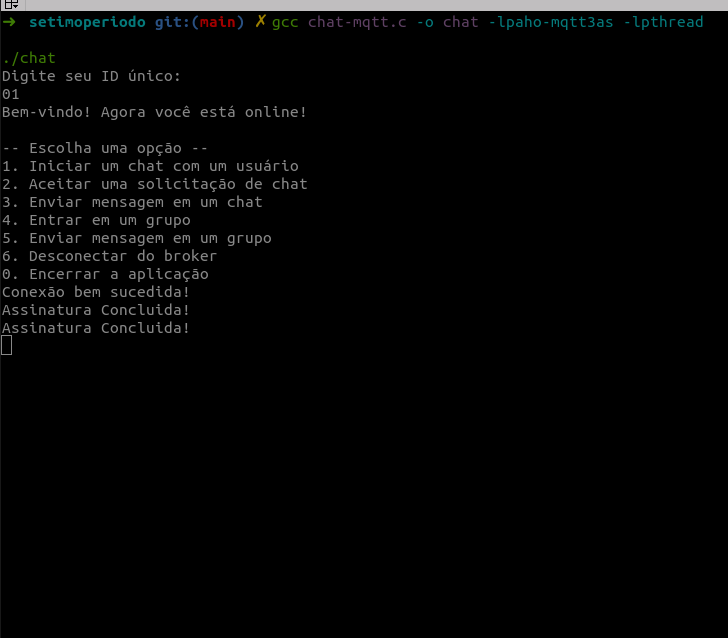 ➜ setimoperiodo git:(main) ✗ gcc chat-mqtt.c -o chat -lpaho-mqtt3as -lpthread
./chat
Digite seu ID único:
01
Bem-vindo! Agora você está online!
-- Escolha uma opção --
1. Iniciar um chat com um usuário
2. Aceitar uma solicitação de chat
3. Enviar mensagem em um chat
4. Entrar em um grupo
5. Enviar mensagem em um grupo
6. Desconectar do broker
0. Encerrar a aplicação
Conexão bem sucedida!
Assinatura Concluida!
Assinatura Concluida!